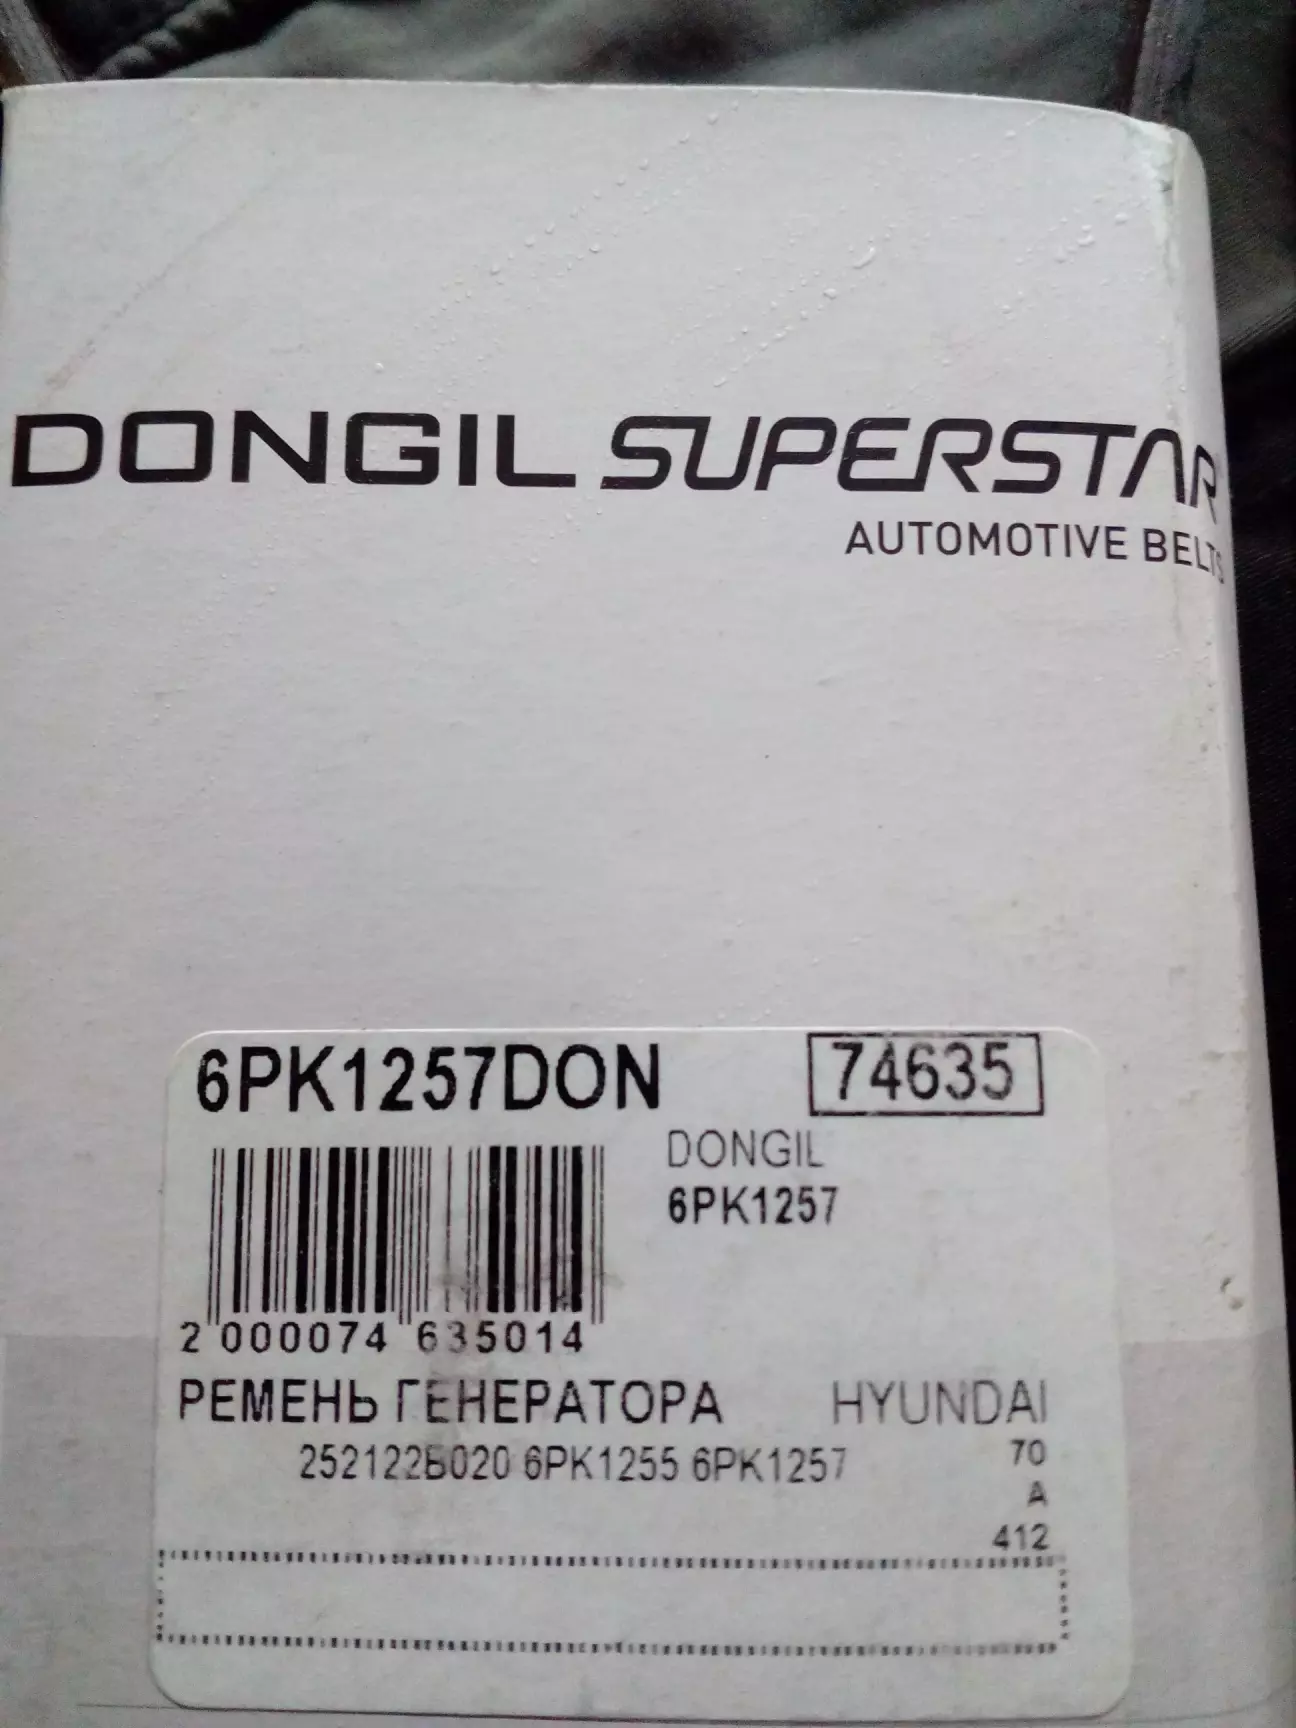 DONGIL SUPERSTAR
AUTOMOTIVE BELTS
6PK1257DON 74635
DONGIL
6PK1257
2 000074 635014
РЕМЕНЬ ГЕНЕРАТОРА HYUNDAI
252122Б020 6PK1255 6PK1257 70
A
412